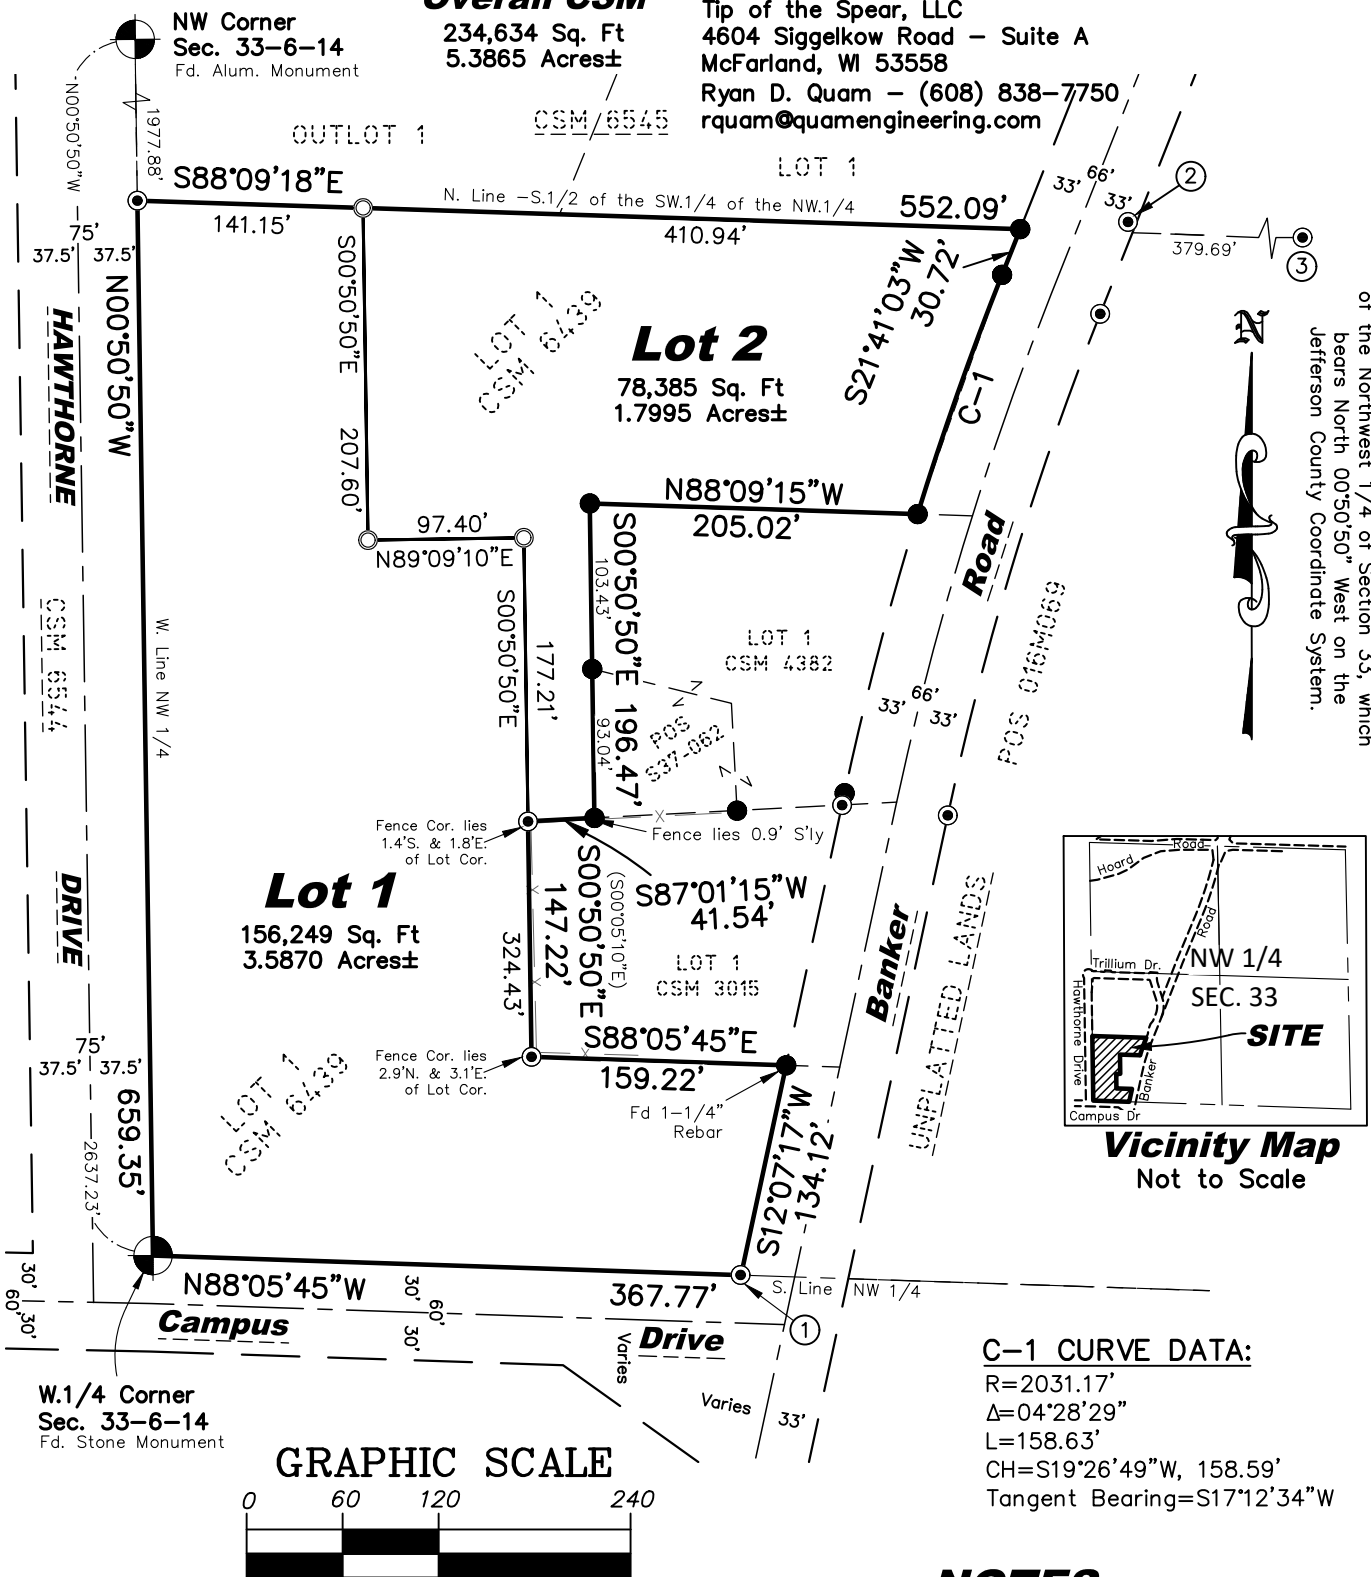 Overall CSM
234,634 Sq. Ft
5.3865 Acres±
NW Corner
Sec. 33-6-14
Fd. Alum. Monument
Tip of the Spear, LLC
4604 Siggelkow Road - Suite A
McFarland, WI 53558
Ryan D. Quam - (608) 838-7750
rquam@quamengineering.com
N00°50'50"W
1977.88'
OUTLOT 1
CSM 6545
LOT 1
S88°09'18"E
141.15'
N. Line -S.1/2 of the SW.1/4 of the NW.1/4
552.09'
410.94'
33'
66'
33'
2
379.69'
3
75'
37.5'
37.5'
N00°50'50"W
HAWTHORNE
S00°50'50"E
207.60'
LOT 1
CSM 6439
Lot 2
78,385 Sq. Ft
1.7995 Acres±
S21°41'03"W
30.72'
C-1
N
of the Northwest 1/4 of Section 33, which
bears North 00°50'50" West on the
Jefferson County Coordinate System.
N88°09'15"W
205.02'
97.40'
N89°09'10"E
S00°50'50"E
177.21'
S00°50'50"E 196.47'
103.43'
93.04'
LOT 1
CSM 4382
POS
S37-062
Road
POS 016M069
33'
66'
33'
CSM 6544
W. Line NW 1/4
Fence Cor. lies
1.4'S. & 1.8'E.
of Lot Cor.
X
Fence lies 0.9' S'ly
S87°01'15"W
41.54'
Lot 1
156,249 Sq. Ft
3.5870 Acres±
DRIVE
324.43'
147.22'
S00°50'50"E
(S00°05'10"E)
LOT 1
CSM 3015
Banker
UNPLATTED LANDS
S88°05'45"E
159.22'
X
Fence Cor. lies
2.9'N. & 3.1'E.
of Lot Cor.
Fd 1-1/4"
Rebar
75'
37.5'
37.5'
LOT 1
CSM 6439
659.35'
2637.23'
S12°07'17"W
134.12'
Hoard
Road
Road
Trillium Dr.
NW 1/4
SEC. 33
Hawthorne Drive
SITE
Banker
Campus Dr
Vicinity Map
Not to Scale
N88°05'45"W
367.77'
S. Line
NW 1/4
1
30'
60'
30'
30'
60'
30'
Campus
Drive
Varies
Varies
33'
W.1/4 Corner
Sec. 33-6-14
Fd. Stone Monument
C-1 CURVE DATA:
R=2031.17'
Δ=04°28'29"
L=158.63'
CH=S19°26'49"W, 158.59'
Tangent Bearing=S17°12'34"W
GRAPHIC SCALE
0 60 120 240
NOTES